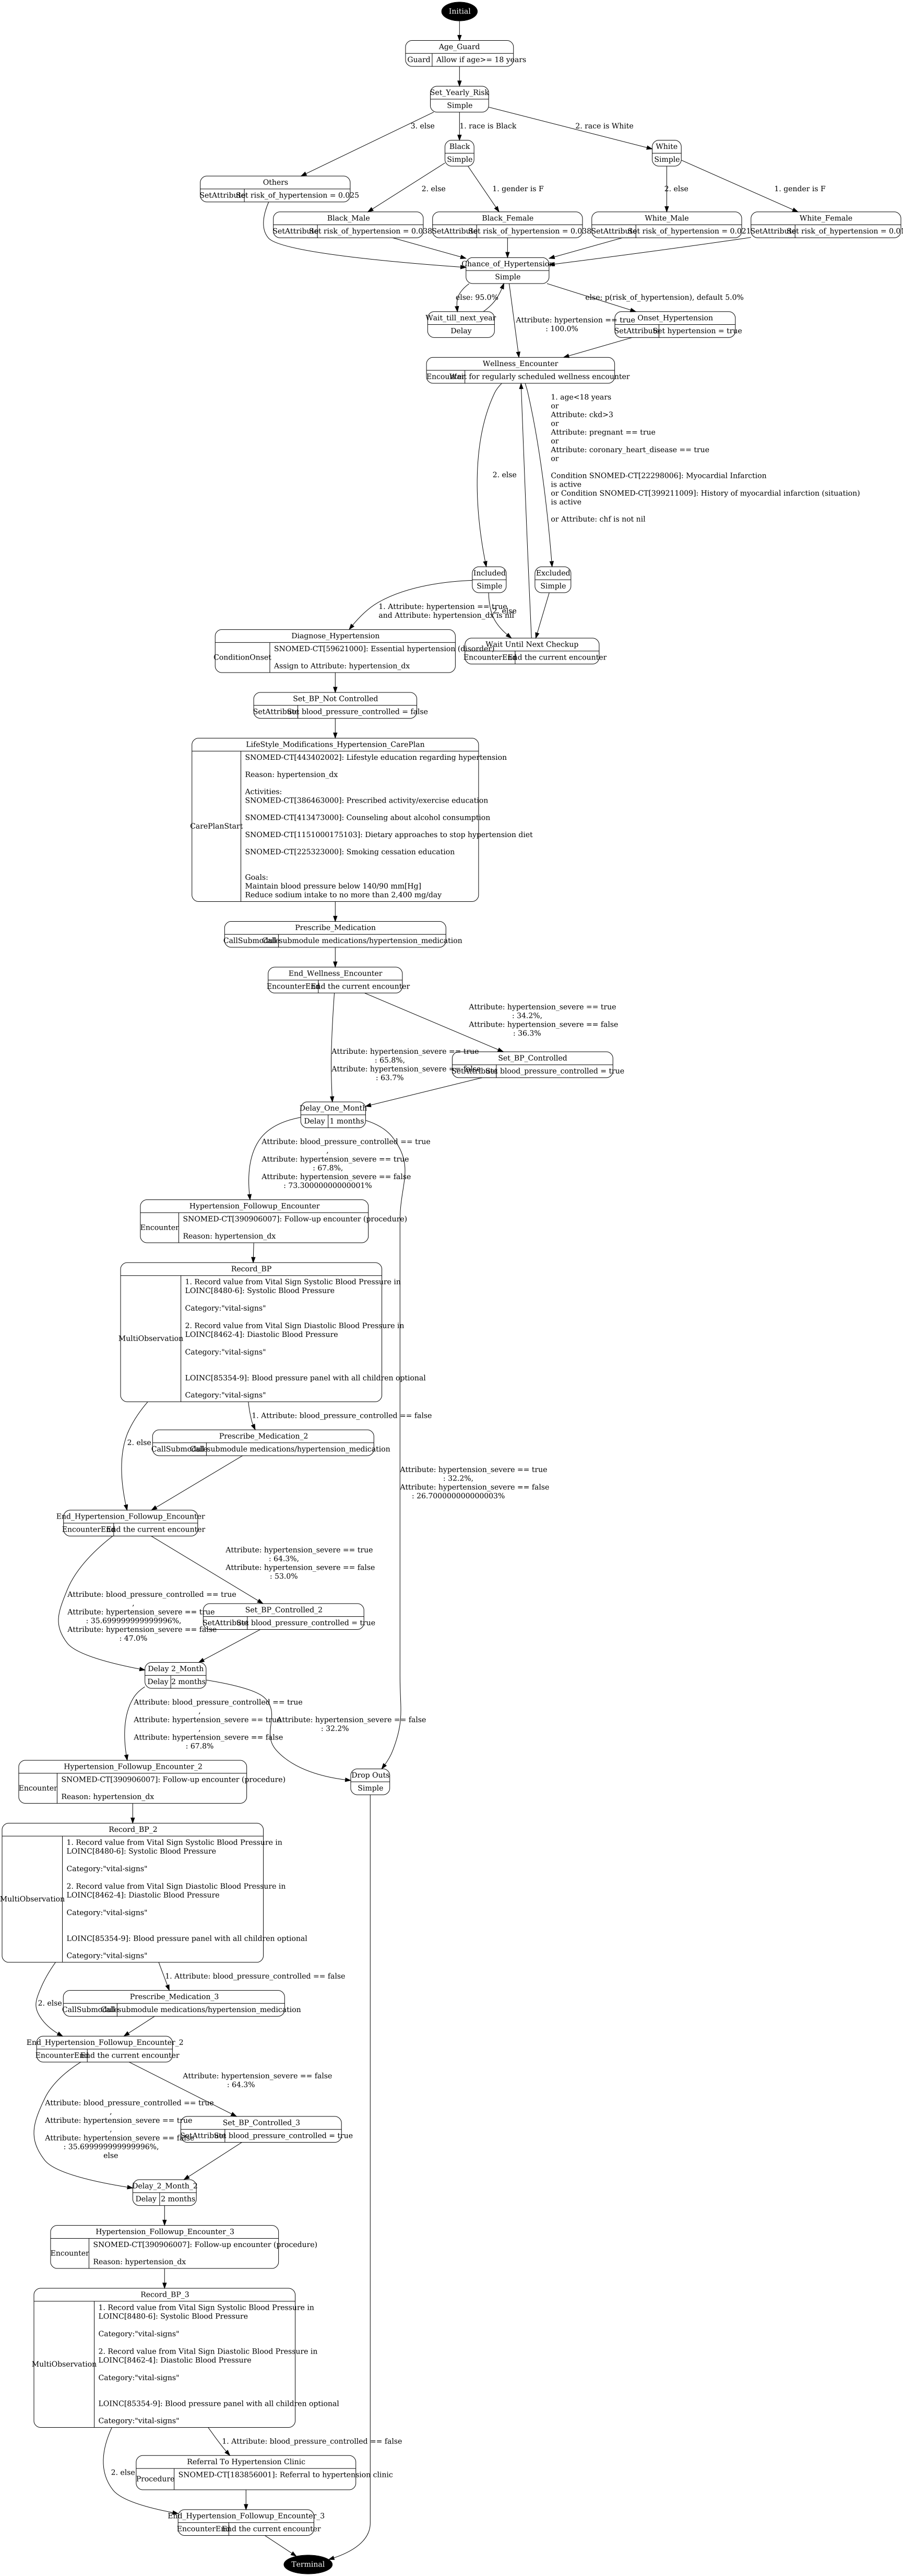 Initial
Age_Guard
Guard
Allow if age>= 18 years
Set_Yearly_Risk
Simple
3. else
1. race is Black
2. race is White
Black
Simple
White
Simple
Others
SetAttribute
Set risk_of_hypertension = 0.025
2. else
1. gender is F
2. else
1. gender is F
Black_Male
SetAttribute
Set risk_of_hypertension = 0.038
Black_Female
SetAttribute
Set risk_of_hypertension = 0.038
White_Male
SetAttribute
Set risk_of_hypertension = 0.021
White_Female
SetAttribute
Set risk_of_hypertension =
Chance_of_Hypertension
Simple
else: 95.0%
else: p(risk_of_hypertension), default 5.0%
Attribute: hypertension == true
: 100.0%
Wait_till_next_year
Delay
Onset_Hypertension
SetAttribute
Set hypertension = true
Wellness_Encounter
Encounter
Wait for regularly scheduled wellness encounter
1. age<18 years
or
Attribute: ckd>3
or
Attribute: pregnant == true
or
Attribute: coronary_heart_disease == true
or
Condition SNOMED-CT[22298006]: Myocardial Infarction
is active
or Condition SNOMED-CT[399211009]: History of myocardial infarction (situation)
is active
or Attribute: chf is not nil
2. else
Included
Simple
Excluded
Simple
1. Attribute: hypertension == true
and Attribute: hypertension_dx is nil
2. else
Diagnose_Hypertension
ConditionOnset
SNOMED-CT[59621000]: Essential hypertension (disorder)
Assign to Attribute: hypertension_dx
Wait Until Next Checkup
EncounterEnd
End the current encounter
Set_BP_Not Controlled
SetAttribute
Set blood_pressure_controlled = false
LifeStyle_Modifications_Hypertension_CarePlan
CarePlanStart
SNOMED-CT[443402002]: Lifestyle education regarding hypertension
Reason: hypertension_dx
Activities:
SNOMED-CT[386463000]: Prescribed activity/exercise education
SNOMED-CT[413473000]: Counseling about alcohol consumption
SNOMED-CT[1151000175103]: Dietary approaches to stop hypertension diet
SNOMED-CT[225323000]: Smoking cessation education
Goals:
Maintain blood pressure below 140/90 mm[Hg]
Reduce sodium intake to no more than 2,400 mg/day
Prescribe_Medication
CallSubmodule
Call submodule medications/hypertension_medication
End_Wellness_Encounter
EncounterEnd
End the current encounter
Attribute: hypertension_severe == true
: 34.2%,
Attribute: hypertension_severe == false
: 36.3%
Attribute: hypertension_severe == true
: 65.8%,
Attribute: hypertension_severe == false
: 63.7%
Set_BP_Controlled
SetAttribute
Set blood_pressure_controlled = true
Delay_One_Month
Delay
1 months
Attribute: blood_pressure_controlled == true
,
Attribute: hypertension_severe == true
: 67.8%,
Attribute: hypertension_severe == false
: 73.30000000000001%
Hypertension_Followup_Encounter
Encounter
SNOMED-CT[390906007]: Follow-up encounter (procedure)
Reason: hypertension_dx
Record_BP
MultiObservation
1. Record value from Vital Sign Systolic Blood Pressure in
LOINC[8480-6]: Systolic Blood Pressure
Category:"vital-signs"
2. Record value from Vital Sign Diastolic Blood Pressure in
LOINC[8462-4]: Diastolic Blood Pressure
Category:"vital-signs"
LOINC[85354-9]: Blood pressure panel with all children optional
Category:"vital-signs"
1. Attribute: blood_pressure_controlled == false
2. else
Prescribe_Medication_2
CallSubmodule
Call submodule medications/hypertension_medication
Attribute: hypertension_severe == true
: 32.2%,
Attribute: hypertension_severe == false
: 26.700000000000003%
End_Hypertension_Followup_Encounter
EncounterEnd
End the current encounter
Attribute: hypertension_severe == true
: 64.3%,
Attribute: hypertension_severe == false
: 53.0%
Attribute: blood_pressure_controlled == true
,
Attribute: hypertension_severe == true
: 35.699999999999996%,
Attribute: hypertension_severe == false
: 47.0%
Set_BP_Controlled_2
SetAttribute
Set blood_pressure_controlled = true
Delay 2_Month
Delay
2 months
Attribute: blood_pressure_controlled == true
,
Attribute: hypertension_severe == true
,
Attribute: hypertension_severe == false
: 67.8%
Attribute: hypertension_severe == false
: 32.2%
Hypertension_Followup_Encounter_2
Encounter
SNOMED-CT[390906007]: Follow-up encounter (procedure)
Reason: hypertension_dx
Drop Outs
Simple
Record_BP_2
MultiObservation
1. Record value from Vital Sign Systolic Blood Pressure in
LOINC[8480-6]: Systolic Blood Pressure
Category:"vital-signs"
2. Record value from Vital Sign Diastolic Blood Pressure in
LOINC[8462-4]: Diastolic Blood Pressure
Category:"vital-signs"
LOINC[85354-9]: Blood pressure panel with all children optional
Category:"vital-signs"
1. Attribute: blood_pressure_controlled == false
2. else
Prescribe_Medication_3
CallSubmodule
Call submodule medications/hypertension_medication
End_Hypertension_Followup_Encounter_2
EncounterEnd
End the current encounter
Attribute: hypertension_severe == false
: 64.3%
Attribute: blood_pressure_controlled == true
,
Attribute: hypertension_severe == true
,
Attribute: hypertension_severe == false
: 35.699999999999996%,
else
Set_BP_Controlled_3
SetAttribute
Set blood_pressure_controlled = true
Delay_2_Month_2
Delay
2 months
Hypertension_Followup_Encounter_3
Encounter
SNOMED-CT[390906007]: Follow-up encounter (procedure)
Reason: hypertension_dx
Record_BP_3
MultiObservation
1. Record value from Vital Sign Systolic Blood Pressure in
LOINC[8480-6]: Systolic Blood Pressure
Category:"vital-signs"
2. Record value from Vital Sign Diastolic Blood Pressure in
LOINC[8462-4]: Diastolic Blood Pressure
Category:"vital-signs"
LOINC[85354-9]: Blood pressure panel with all children optional
Category:"vital-signs"
1. Attribute: blood_pressure_controlled == false
2. else
Referral To Hypertension Clinic
Procedure
SNOMED-CT[183856001]: Referral to hypertension clinic
End_Hypertension_Followup_Encounter_3
EncounterEnd
End the current encounter
Terminal